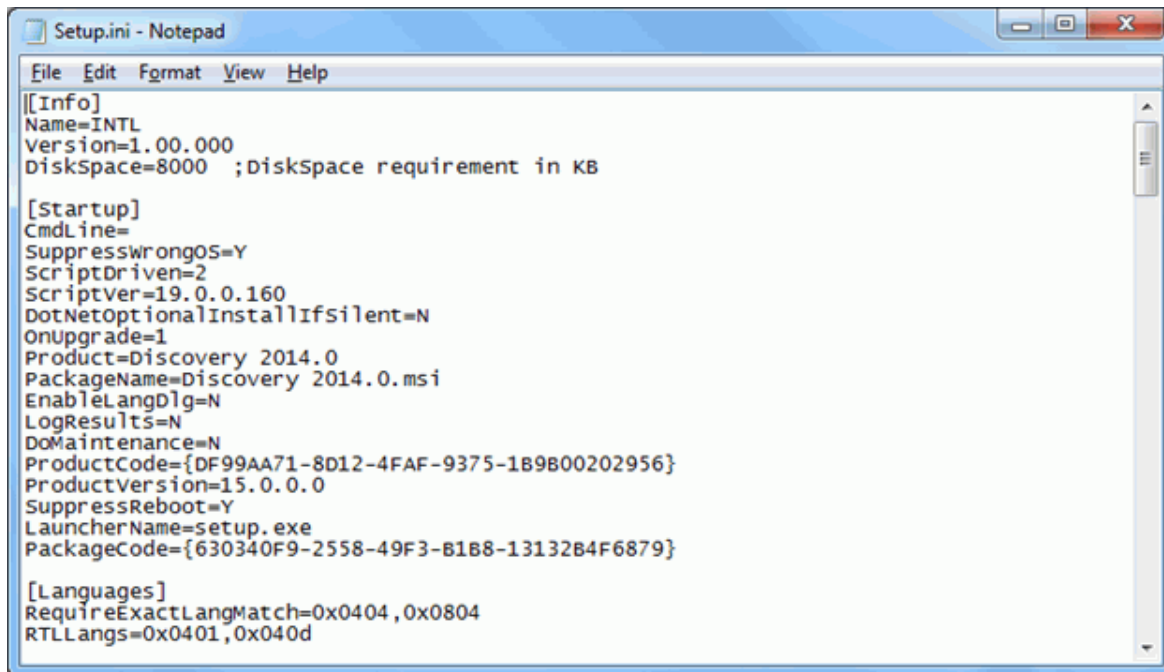 Setup.ini - Notepad
File Edit Format View Help
[Info]
Name=INTL
Version=1.00.000
DiskSpace=8000  ;DiskSpace requirement in KB
[Startup]
CmdLine=
SuppressWrongOS=Y
ScriptDriven=2
ScriptVer=19.0.0.160
DotNetOptionalInstallIfSilent=N
OnUpgrade=1
Product=Discovery 2014.0
PackageName=Discovery 2014.0.msi
EnableLangDlg=N
LogResults=N
DoMaintenance=N
ProductCode={DF99AA71-8D12-4FAF-9375-1B9B00202956}
ProductVersion=15.0.0.0
SuppressReboot=Y
LauncherName=setup.exe
PackageCode={630340F9-2558-49F3-B1B8-13132B4F6879}
[Languages]
RequireExactLangMatch=0x0404,0x0804
RTLLangs=0x0401,0x040d